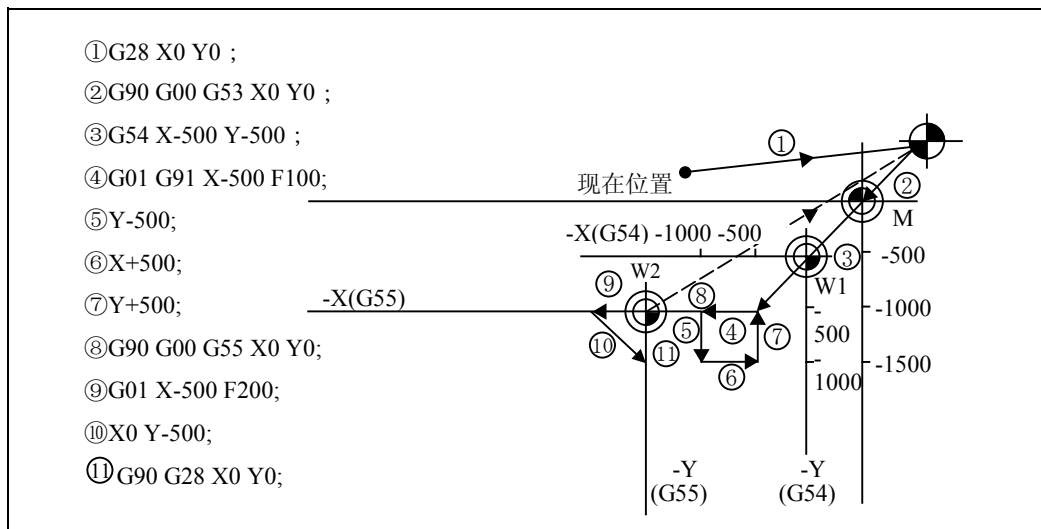 ①G28 X0 Y0 ;
②G90 G00 G53 X0 Y0 ;
③G54 X-500 Y-500 ;
④G01 G91 X-500 F100;
⑤Y-500;
⑥X+500;
⑦Y+500;
⑧G90 G00 G55 X0 Y0;
⑨G01 X-500 F200;
⑩X0 Y-500;
⑪G90 G28 X0 Y0;
①
现在位置
②
M
-X(G54) -1000 -500
-500
③
W2
W1
⑨
-X(G55)
⑧
-1000
-
500
⑤
④
⑦
⑩
⑪
⑥
-
1000
-1500
-Y
(G55)
-Y
(G54)